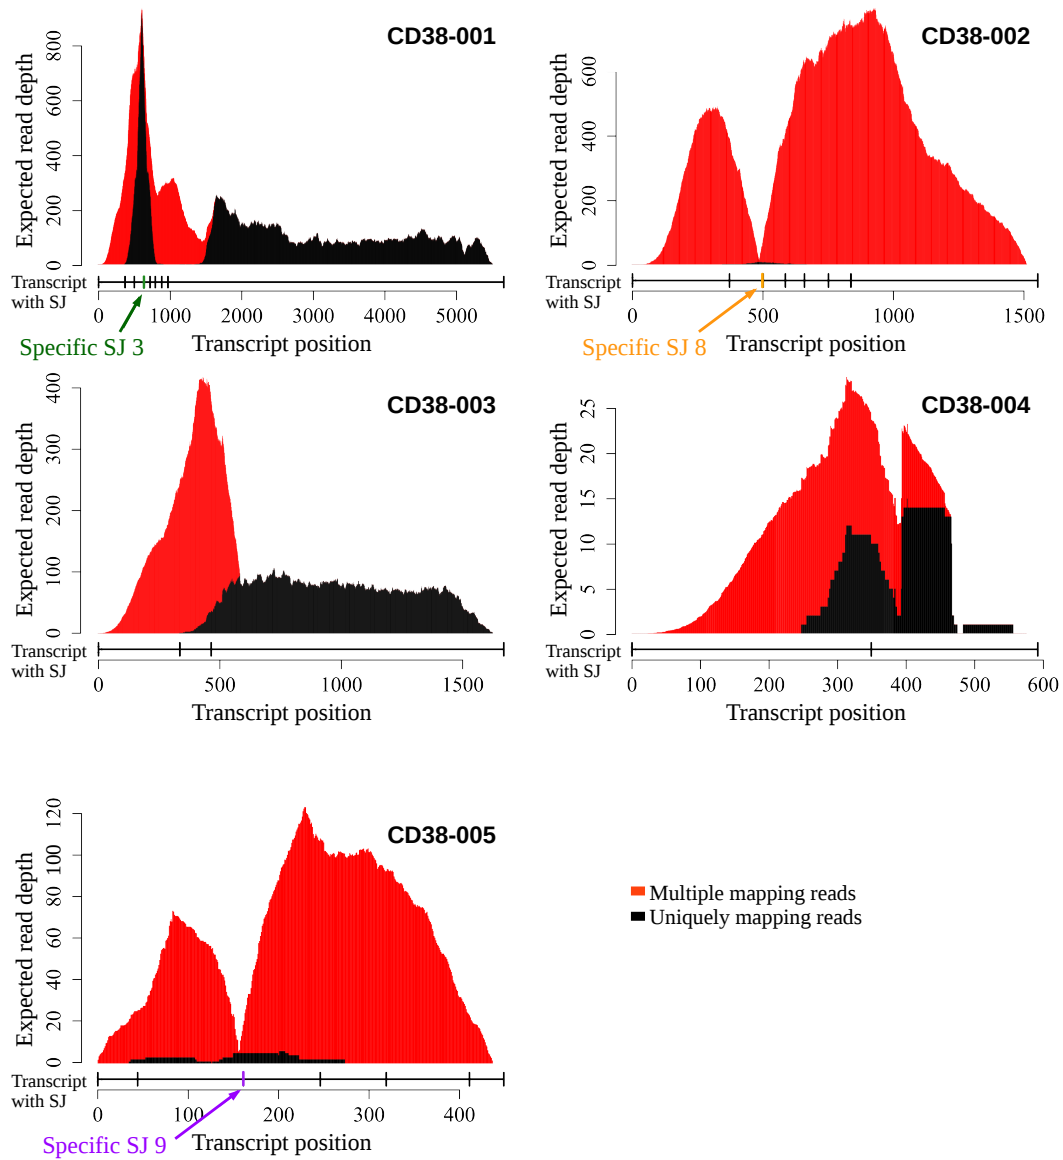 CD38-001
Expected read depth
0 200 400 600 800
Transcript
with SJ
0 1000 2000 3000 4000 5000
Specific SJ 3
Transcript position
CD38-002
Expected read depth
0 200 400 600
Transcript
with SJ
0 500 1000 1500
Specific SJ 8
Transcript position
CD38-003
Expected read depth
0 100 200 300 400
Transcript
with SJ
0 500 1000 1500
Transcript position
CD38-004
Expected read depth
0 5 10 15 20 25
Transcript
with SJ
0 100 200 300 400 500 600
Transcript position
CD38-005
Expected read depth
0 20 40 60 80 100 120
Transcript
with SJ
0 100 200 300 400
Specific SJ 9
Transcript position
Multiple mapping reads
Uniquely mapping reads